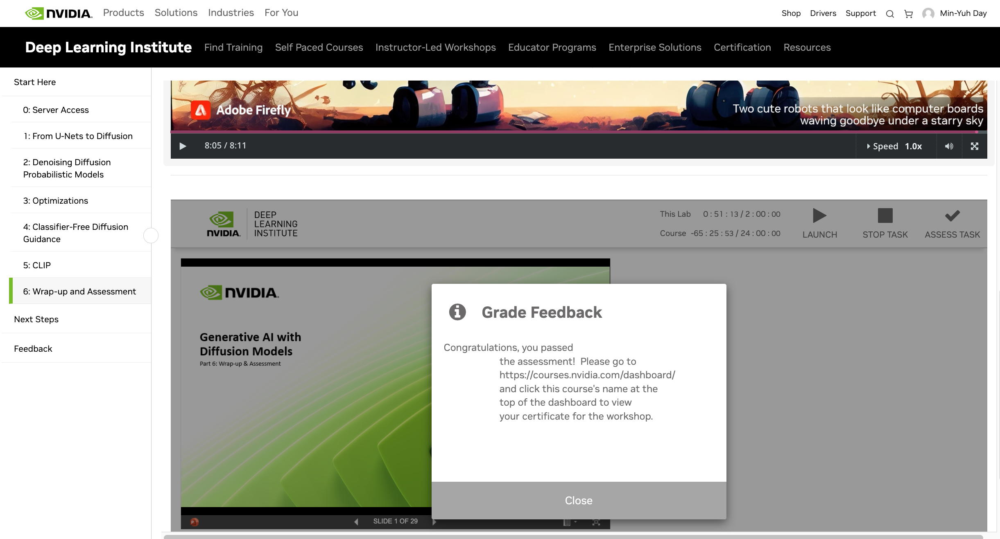 NVIDIA.
Products
Solutions
Industries
For You
Shop
Drivers
Support
Min-Yuh Day
Deep Learning Institute
Find Training
Self Paced Courses
Instructor-Led Workshops
Educator Programs
Enterprise Solutions
Certification
Resources
Start Here
0: Server Access
1: From U-Nets to Diffusion
2: Denoising Diffusion
Probabilistic Models
3: Optimizations
4: Classifier-Free Diffusion
Guidance
5: CLIP
6: Wrap-up and Assessment
Next Steps
Feedback
Adobe Firefly
Two cute robots that look like computer boards
waving goodbye under a starry sky
8:05 / 8:11
Speed 1.0x
NVIDIA.
DEEP
LEARNING
INSTITUTE
This Lab 0 : 51 : 13 / 2 : 00 : 00
Course -65 : 25 : 53 / 24 : 00 : 00
LAUNCH
STOP TASK
ASSESS TASK
NVIDIA.
Generative AI with
Diffusion Models
Part 6: Wrap-up & Assessment
SLIDE 1 OF 29
Grade Feedback
Congratulations, you passed
the assessment! Please go to
https://courses.nvidia.com/dashboard/
and click this course's name at the
top of the dashboard to view
your certificate for the workshop.
Close